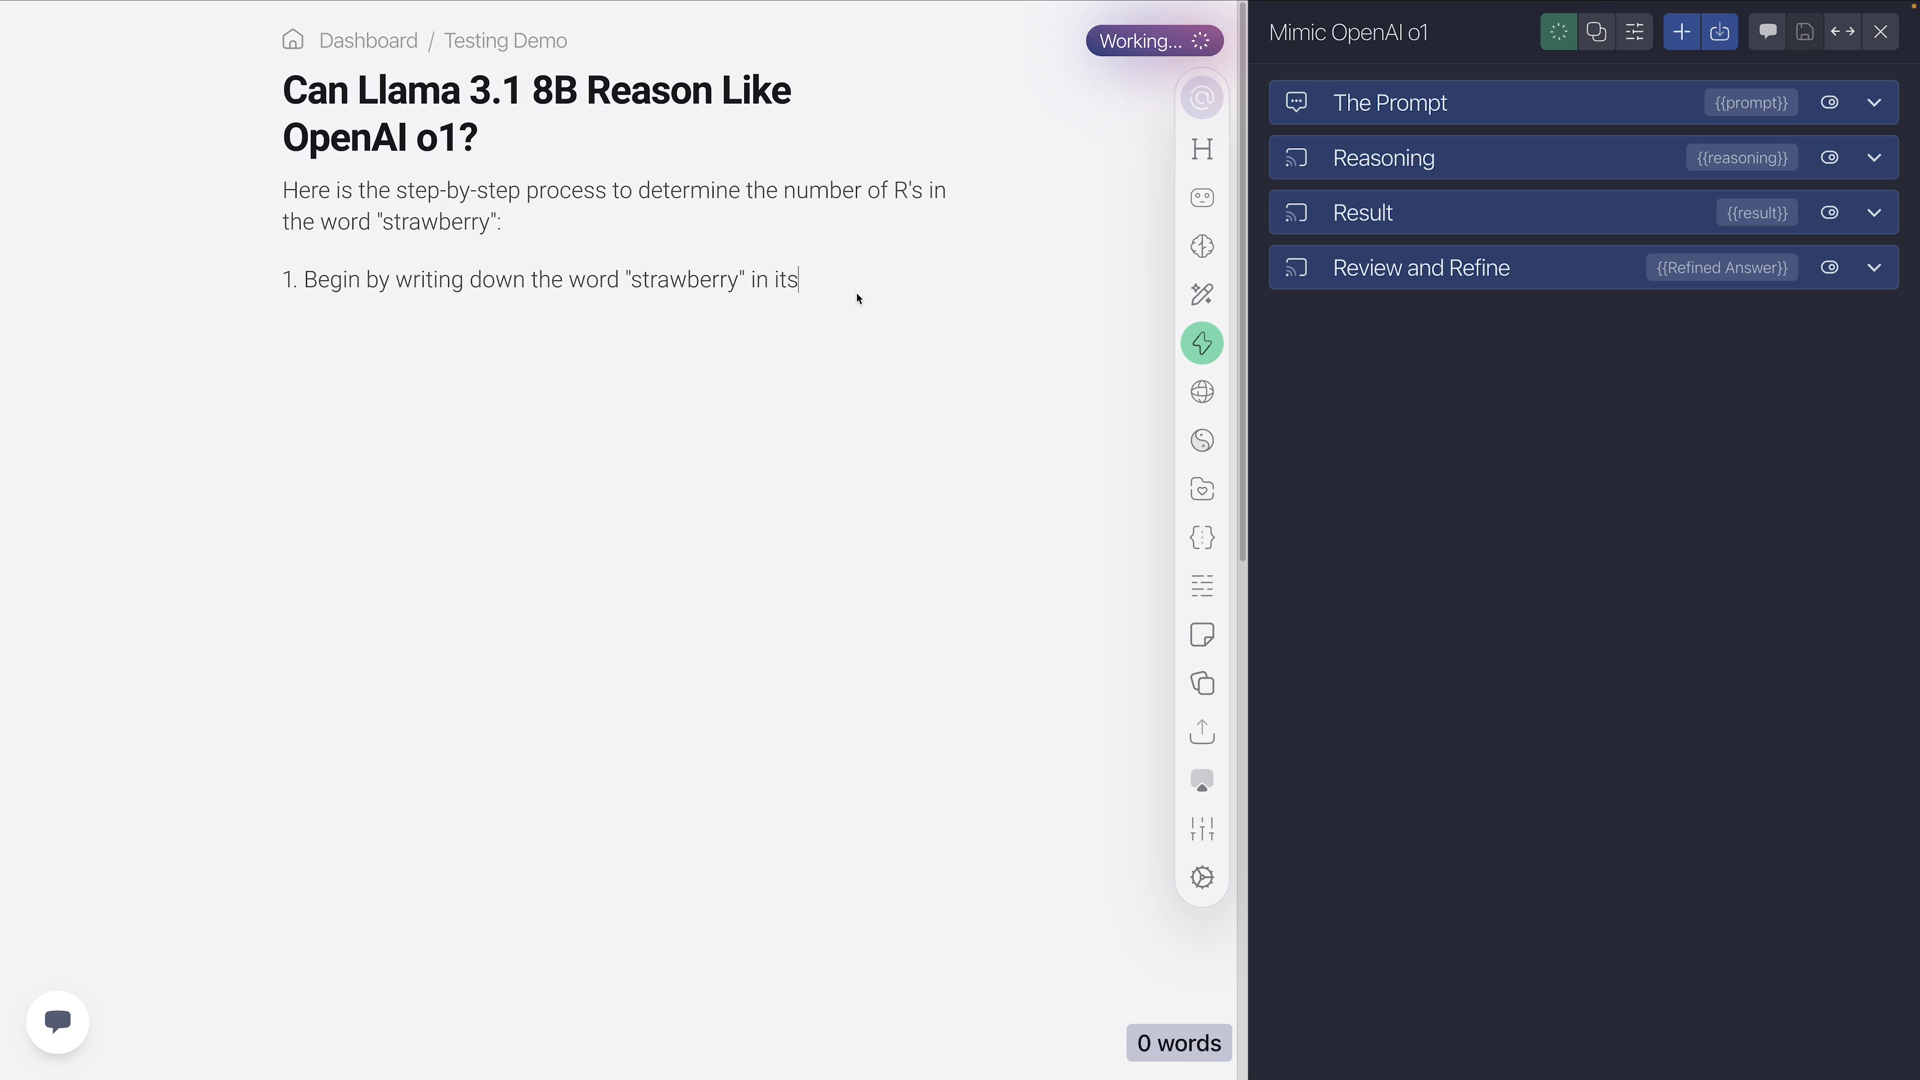 Dashboard / Testing Demo
Working...
Can Llama 3.1 8B Reason Like
OpenAI o1?
Here is the step-by-step process to determine the number of R's in
the word "strawberry":
1. Begin by writing down the word "strawberry" in its
0 words
Mimic OpenAI o1
The Prompt {{prompt}}
Reasoning {{reasoning}}
Result {{result}}
Review and Refine {{Refined Answer}}